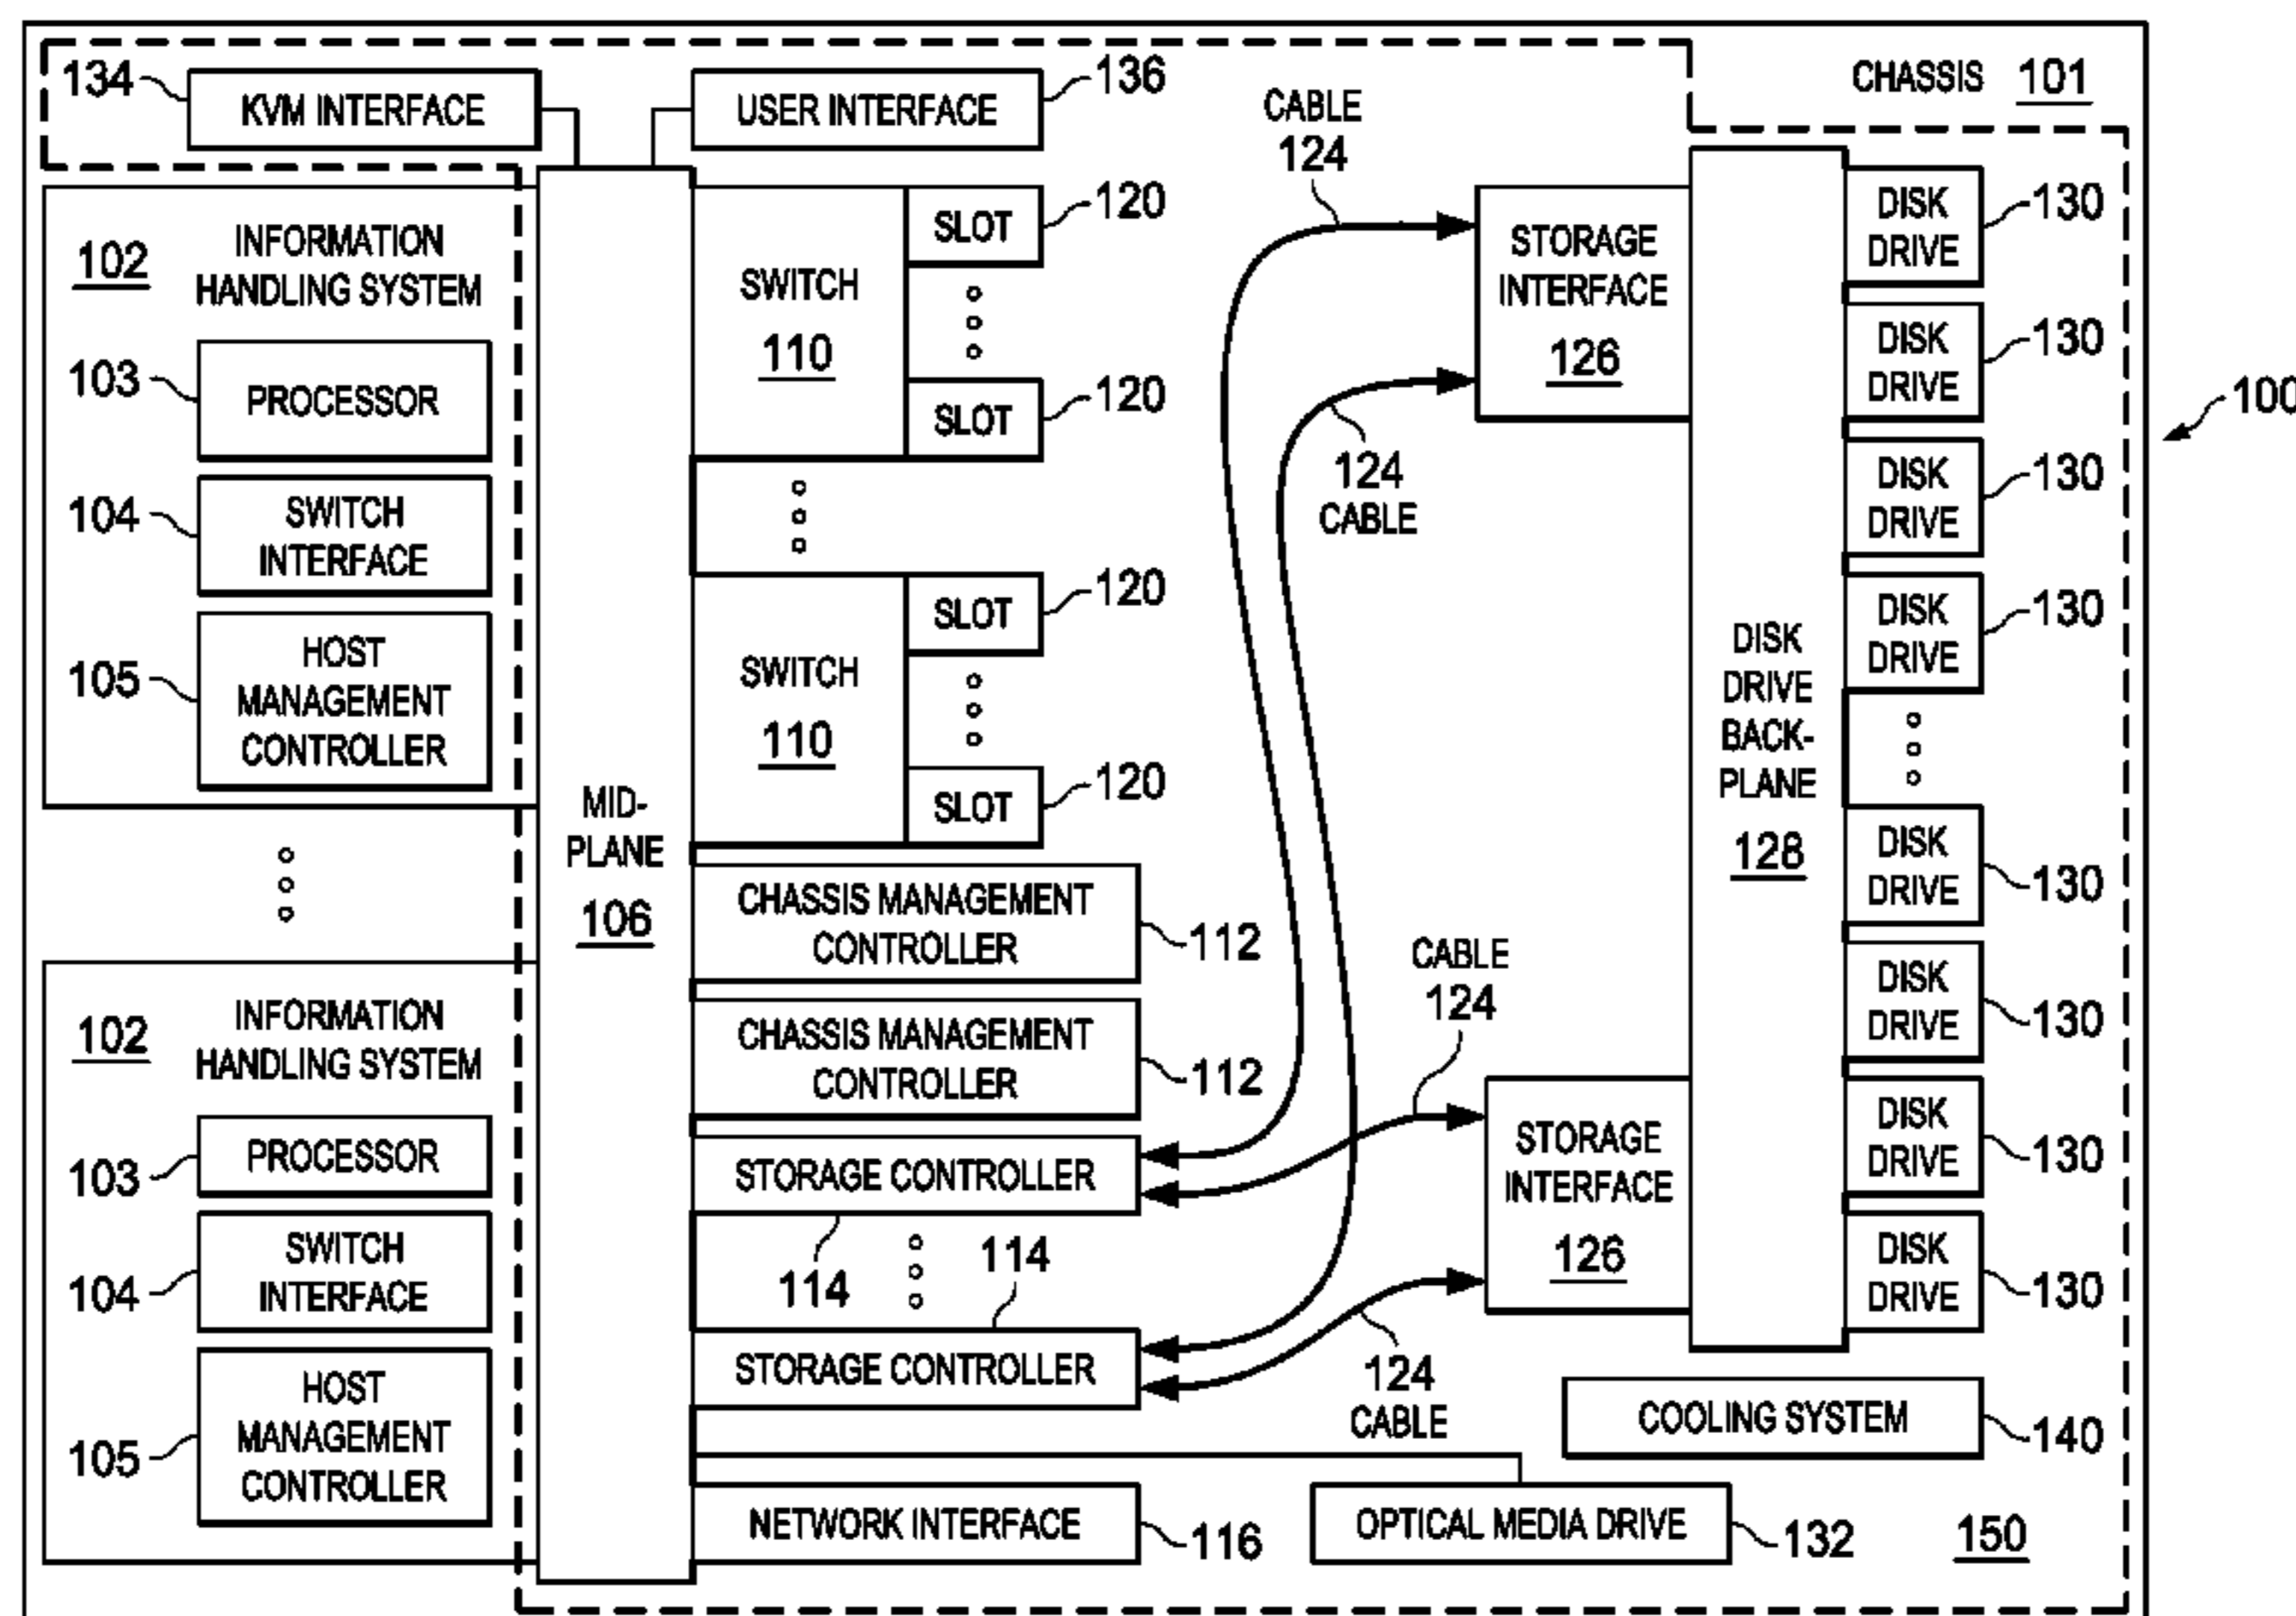 CHASSIS 101
134
KVM INTERFACE
USER INTERFACE
136
100
102
INFORMATION
HANDLING SYSTEM
103
PROCESSOR
104
SWITCH
INTERFACE
105
HOST
MANAGEMENT
CONTROLLER
102
INFORMATION
HANDLING SYSTEM
103
PROCESSOR
104
SWITCH
INTERFACE
105
HOST
MANAGEMENT
CONTROLLER
MID-
PLANE
106
SWITCH
110
SLOT
120
SLOT
120
SWITCH
110
SLOT
120
SLOT
120
CHASSIS MANAGEMENT
CONTROLLER
112
CHASSIS MANAGEMENT
CONTROLLER
112
STORAGE CONTROLLER
114
114
STORAGE CONTROLLER
NETWORK INTERFACE
116
CABLE
124
124
CABLE
CABLE
124
124
CABLE
STORAGE
INTERFACE
126
STORAGE
INTERFACE
126
DISK
DRIVE
BACK-
PLANE
128
DISK
DRIVE
130
DISK
DRIVE
130
DISK
DRIVE
130
DISK
DRIVE
130
DISK
DRIVE
130
DISK
DRIVE
130
DISK
DRIVE
130
DISK
DRIVE
130
COOLING SYSTEM
140
OPTICAL MEDIA DRIVE
132
150